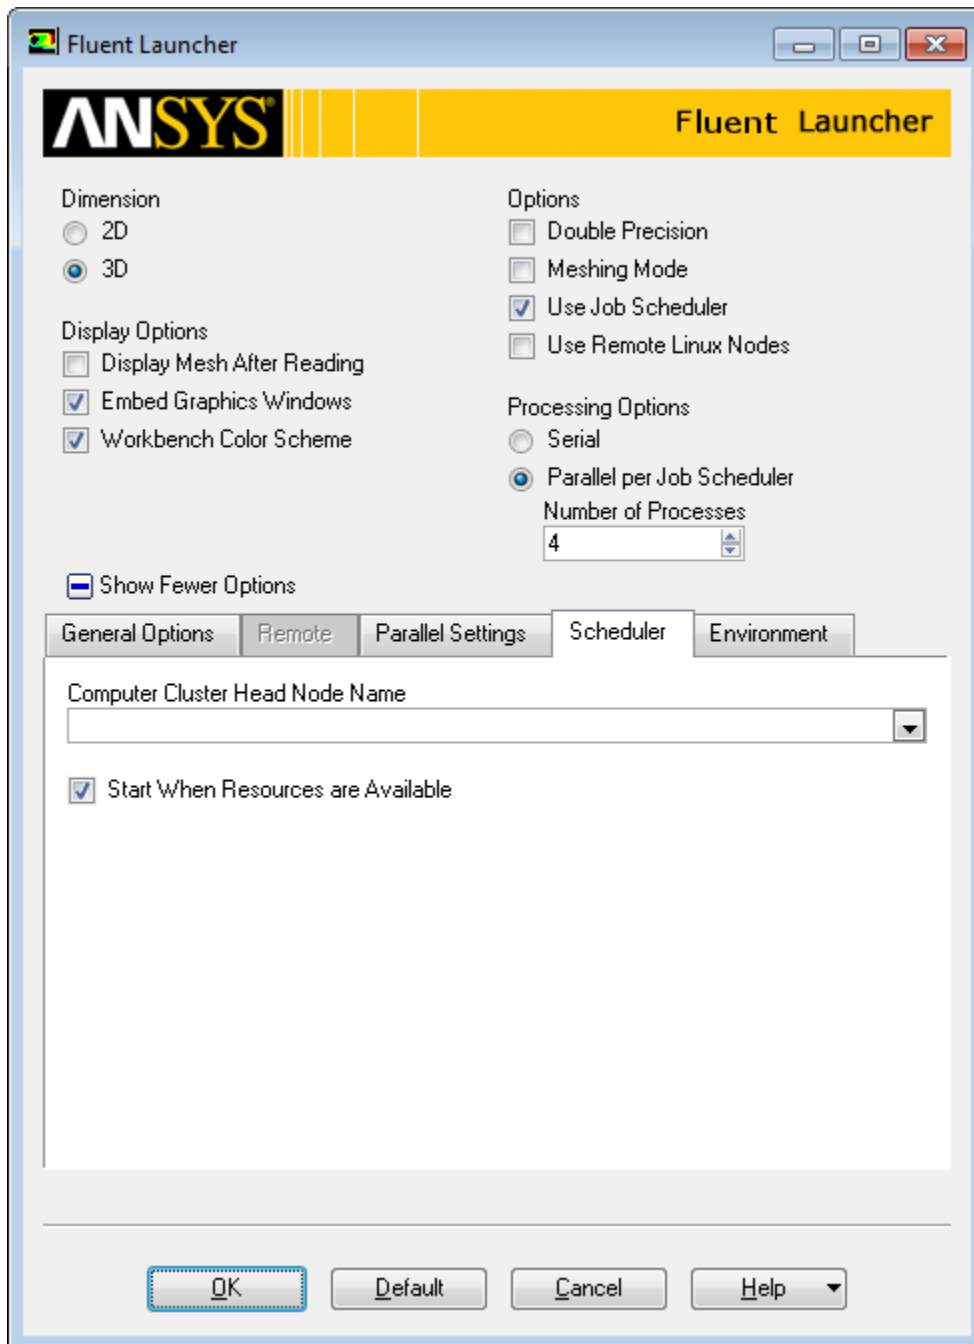 Fluent Launcher
ANSYS Fluent Launcher
Dimension
2D
3D
Display Options
Display Mesh After Reading
Embed Graphics Windows
Workbench Color Scheme
Options
Double Precision
Meshing Mode
Use Job Scheduler
Use Remote Linux Nodes
Processing Options
Serial
Parallel per Job Scheduler
Number of Processes
4
Show Fewer Options
General Options Remote Parallel Settings Scheduler Environment
Computer Cluster Head Node Name
Start When Resources are Available
OK Default Cancel Help